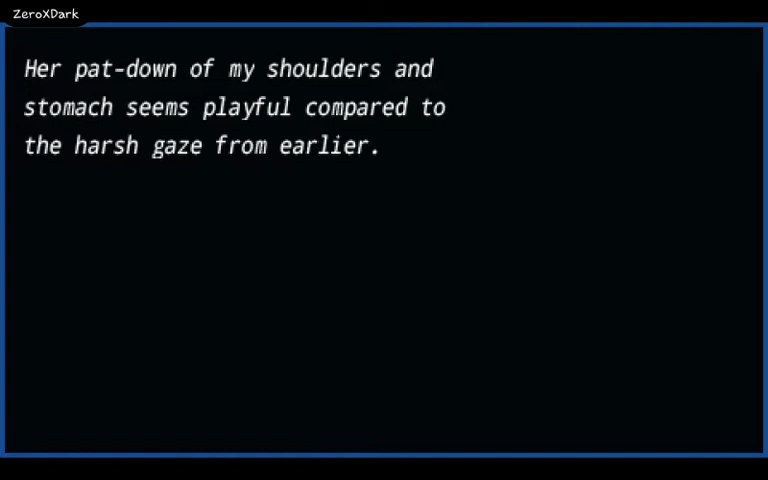 ZeroXDark
Her pat-down of my shoulders and
stomach seems playful compared to
the harsh gaze from earlier.